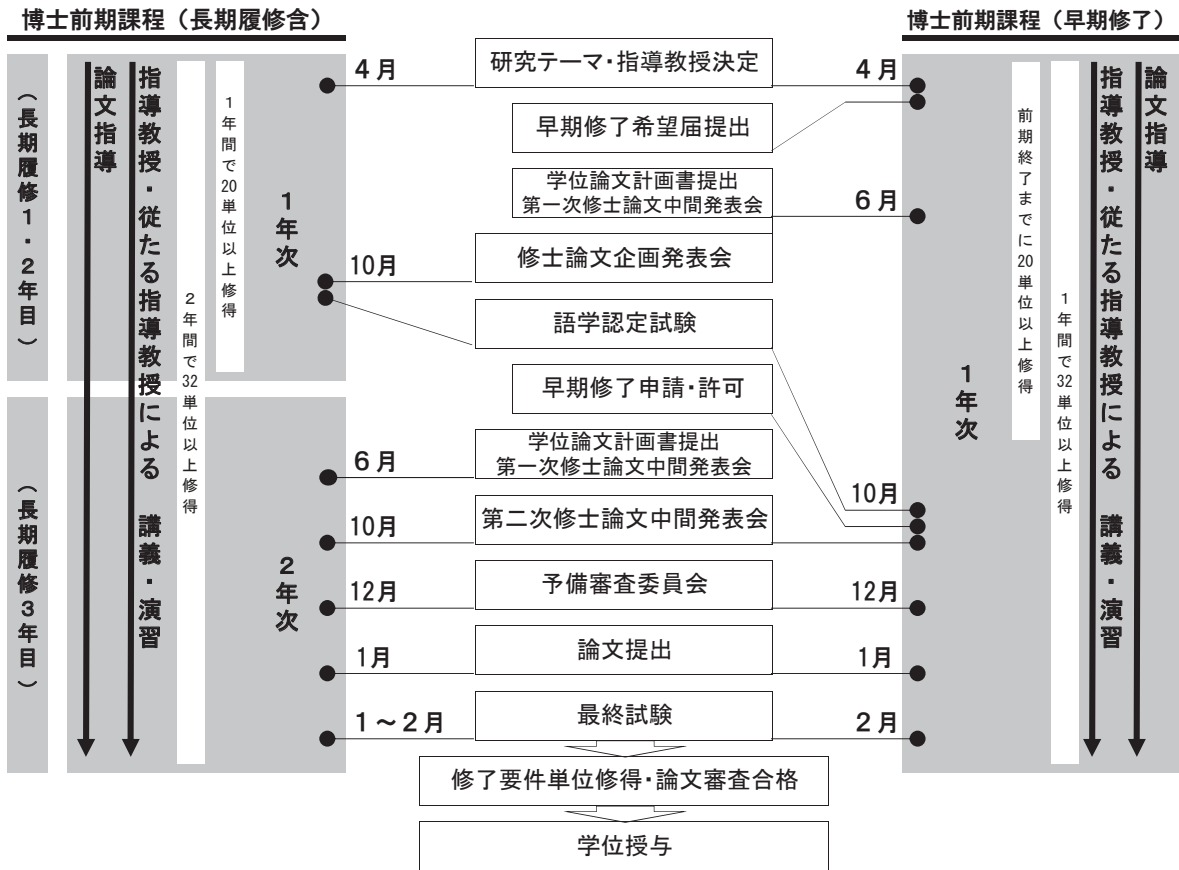 博士前期課程（長期履修含）
（長期履修１・２年目）
（長期履修３年目）
論文指導
指導教授・従たる指導教授による　講義・演習
２年間で32単位以上修得
１年間で20単位以上修得
１年次
２年次
４月
10月
６月
10月
12月
１月
１～２月
研究テーマ・指導教授決定
早期修了希望届提出
学位論文計画書提出
第一次修士論文中間発表会
修士論文企画発表会
語学認定試験
早期修了申請・許可
学位論文計画書提出
第一次修士論文中間発表会
第二次修士論文中間発表会
予備審査委員会
論文提出
最終試験
修了要件単位修得・論文審査合格
学位授与
博士前期課程（早期修了）
４月
６月
10月
12月
１月
２月
１年次
前期終了までに20単位以上修得
１年間で32単位以上修得
指導教授・従たる指導教授による　講義・演習
論文指導